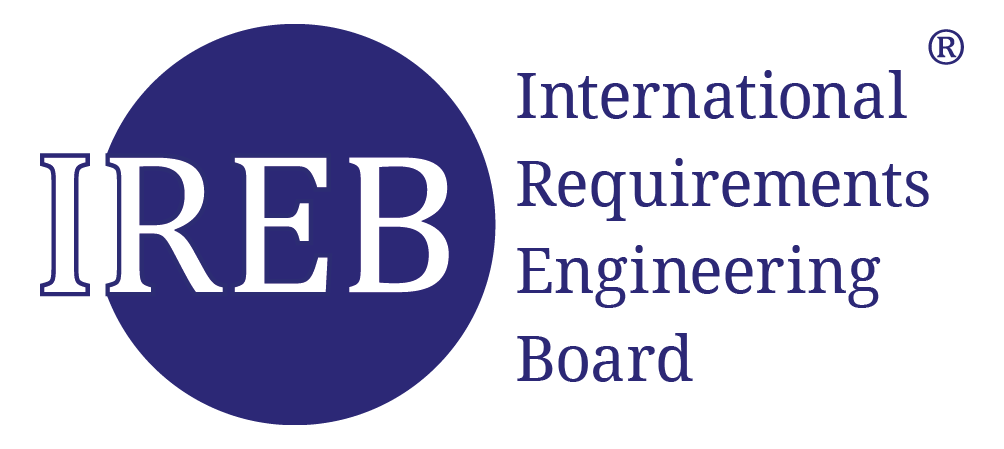 IREB
International ®
Requirements
Engineering
Board